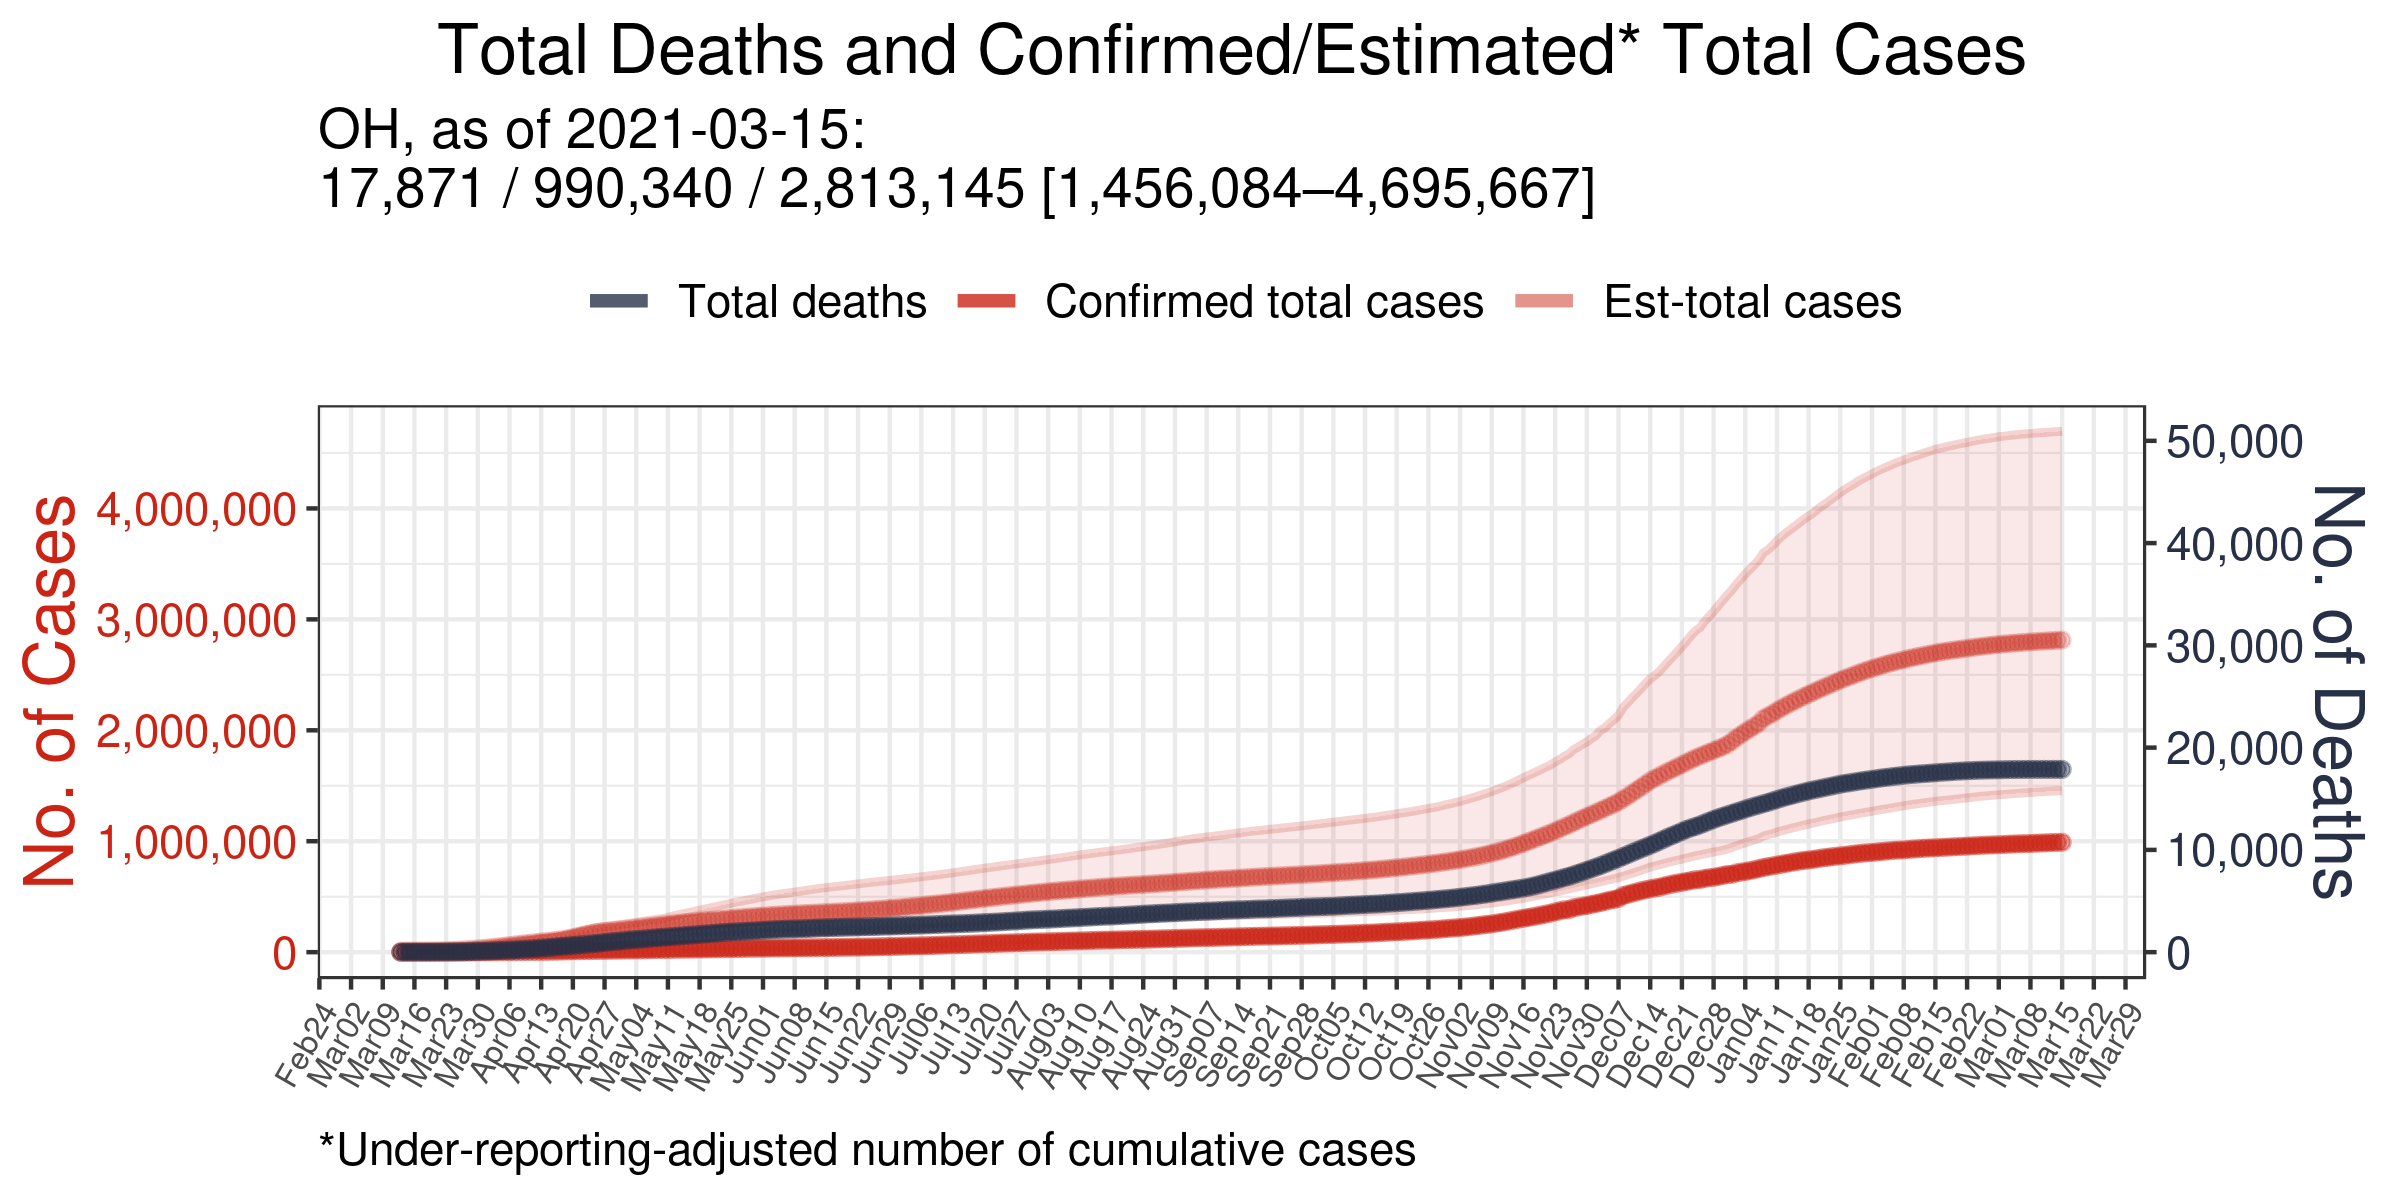 Total Deaths and Confirmed/Estimated* Total Cases
OH, as of 2021-03-15:
17,871 / 990,340 / 2,813,145 [1,456,084–4,695,667]
Total deaths
Confirmed total cases
Est-total cases
No. of Cases
4,000,000
3,000,000
2,000,000
1,000,000
0
50,000
40,000
30,000
20,000
10,000
0
No. of Deaths
Feb24
Mar02
Mar09
Mar16
Mar23
Mar30
Apr06
Apr13
Apr20
Apr27
May04
May11
May18
May25
Jun01
Jun08
Jun15
Jun22
Jun29
Jul06
Jul13
Jul20
Jul27
Aug03
Aug10
Aug17
Aug24
Aug31
Sep07
Sep14
Sep21
Sep28
Oct05
Oct12
Oct19
Oct26
Nov02
Nov09
Nov16
Nov23
Nov30
Dec07
Dec14
Dec21
Dec28
Jan04
Jan11
Jan18
Jan25
Feb01
Feb08
Feb15
Feb22
Mar01
Mar08
Mar15
Mar22
Mar29
*Under-reporting-adjusted number of cumulative cases